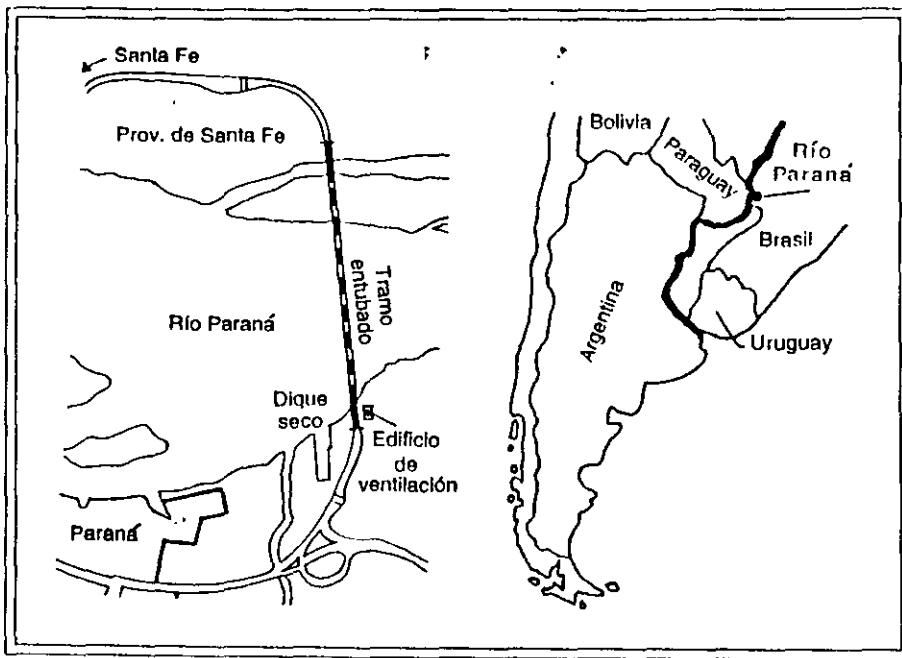 Santa Fe
Prov. de Santa Fe
Tramo
entubado
Río Paraná
Dique
seco
Edificio
de
ventilación
Paraná
Bolivia
Paraguay
Río
Paraná
Brasil
Argentina
Uruguay